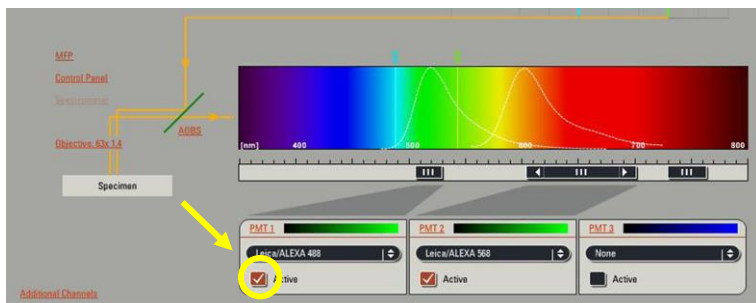 MFP
Control Panel
Spectrometer
AOBS
Objective: 63x 1.4
[nm] 400 500 600 700 800
Specimen
PMT 1
Leica/ALEXA 488
Active
PMT 2
Leica/ALEXA 568
Active
PMT 3
None
Active
Additional Channels